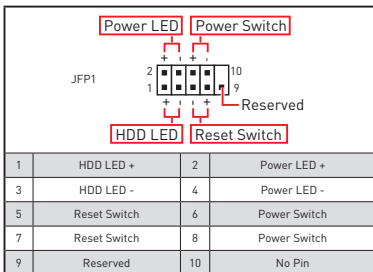 Power LED Power Switch
+ - + -
JFP1
2 10
1 9
+ - - +
Reserved
HDD LED Reset Switch
1 HDD LED + 2 Power LED +
3 HDD LED - 4 Power LED -
5 Reset Switch 6 Power Switch
7 Reset Switch 8 Power Switch
9 Reserved 10 No Pin